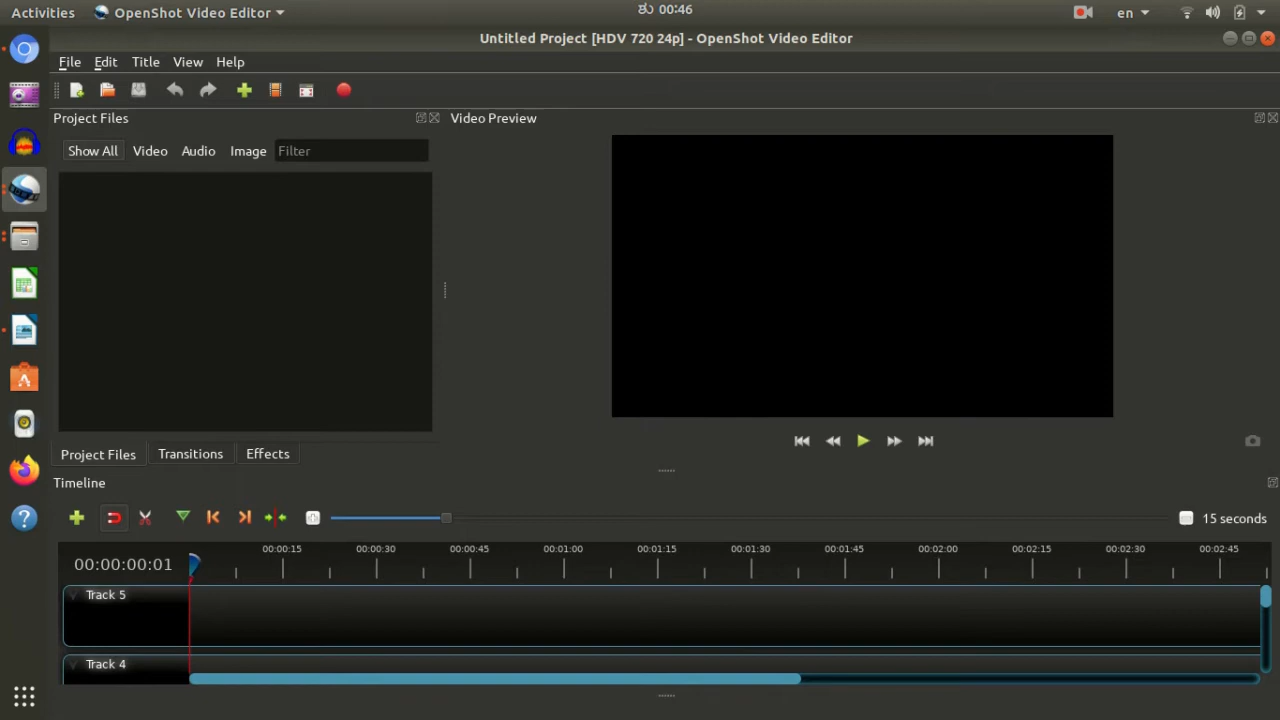 Activities OpenShot Video Editor ಶು 00:46 en
Untitled Project [HDV 720 24p] - OpenShot Video Editor
File Edit Title View Help
Project Files Video Preview
Show All Video Audio Image Filter
Project Files Transitions Effects
Timeline
15 seconds
00:00:00:01 00:00:15 00:00:30 00:00:45 00:01:00 00:01:15 00:01:30 00:01:45 00:02:00 00:02:15 00:02:30 00:02:45
Track 5
Track 4